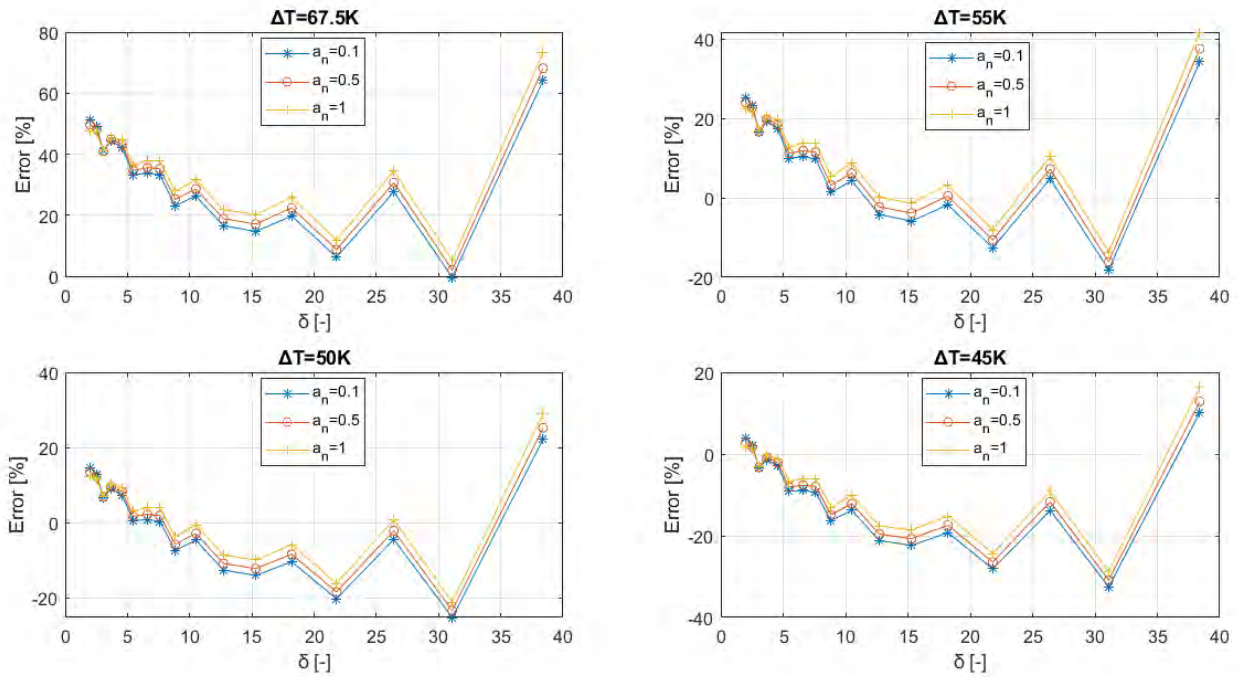 ΔT=67.5K
80
60
40
20
0
Error [%]
a_n=0.1
a_n=0.5
a_n=1
0 5 10 15 20 25 30 35 40
δ [-]
ΔT=55K
40
20
0
-20
Error [%]
a_n=0.1
a_n=0.5
a_n=1
0 5 10 15 20 25 30 35 40
δ [-]
ΔT=50K
40
20
0
-20
Error [%]
a_n=0.1
a_n=0.5
a_n=1
0 5 10 15 20 25 30 35 40
δ [-]
ΔT=45K
20
0
-20
-40
Error [%]
a_n=0.1
a_n=0.5
a_n=1
0 5 10 15 20 25 30 35 40
δ [-]